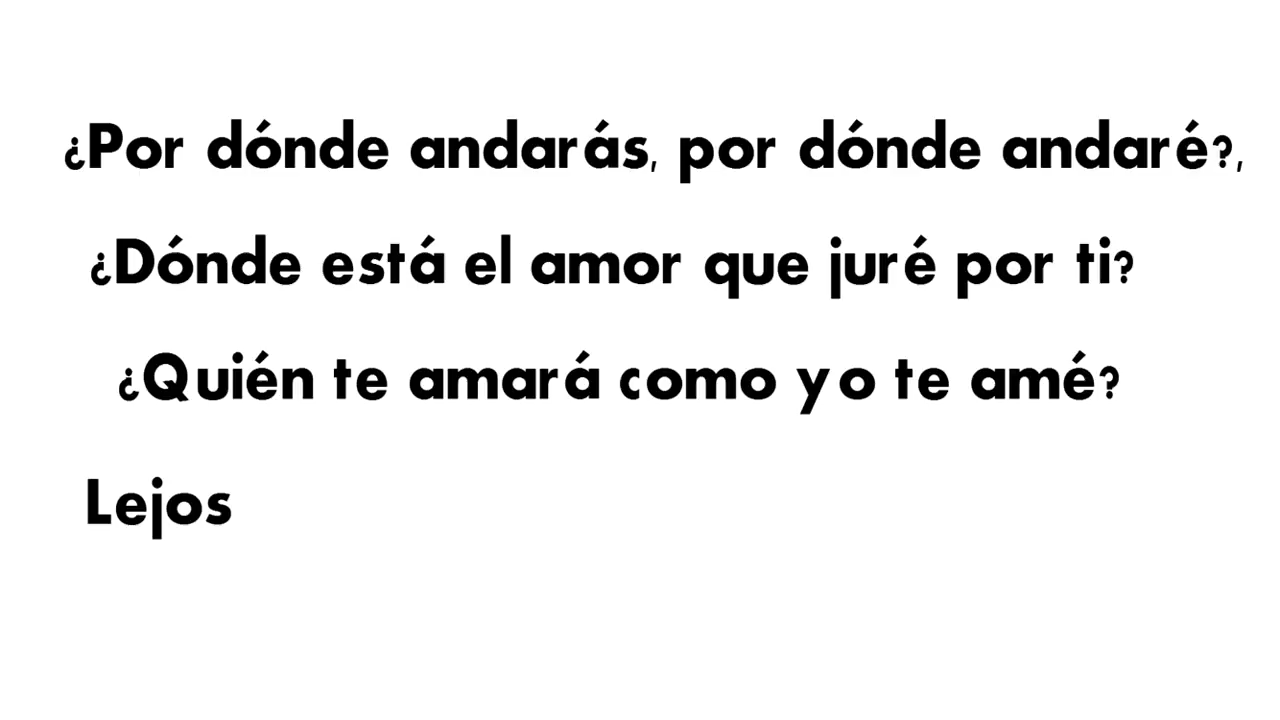 ¿Por dónde andarás, por dónde andaré?,
¿Dónde está el amor que juré por ti?
¿Quién te amará como yo te amé?
Lejos